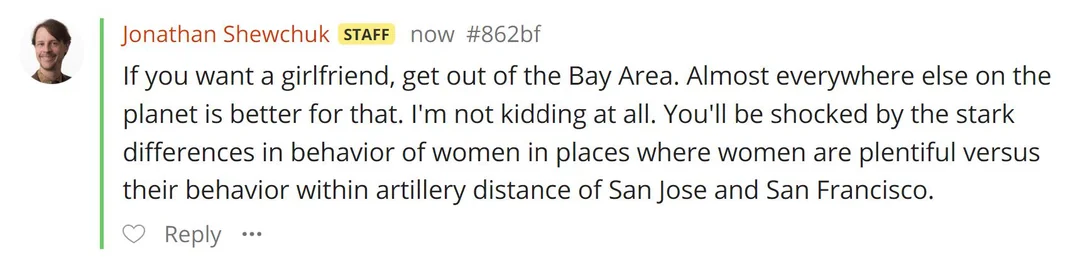 Jonathan Shewchuk STAFF now #862bf
If you want a girlfriend, get out of the Bay Area. Almost everywhere else on the
planet is better for that. I'm not kidding at all. You'll be shocked by the stark
differences in behavior of women in places where women are plentiful versus
their behavior within artillery distance of San Jose and San Francisco.
Reply ···